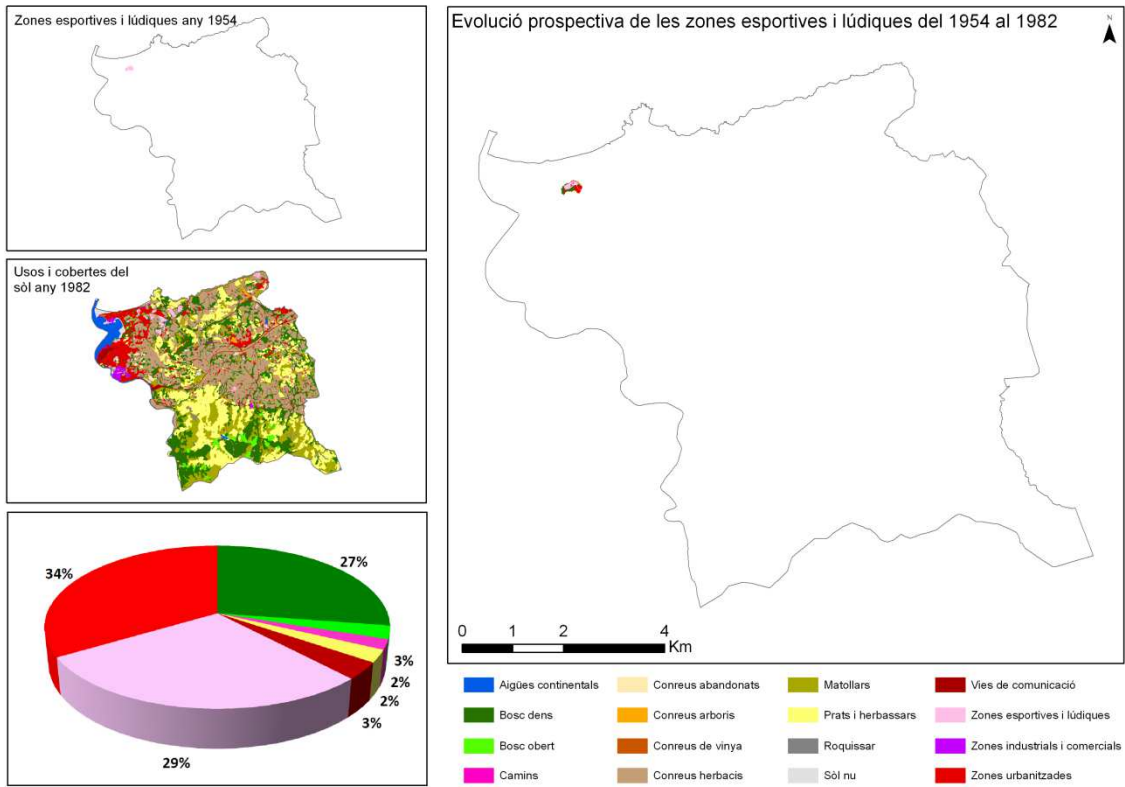 Zones esportives i lúdiques any 1954
Usos i cobertes del
sòl any 1982
34%
27%
3%
2%
2%
3%
29%
Evolució prospectiva de les zones esportives i lúdiques del 1954 al 1982
N
0 1 2 4
Km
Aigües continentals
Bosc dens
Bosc obert
Camins
Conreus abandonats
Conreus arboris
Conreus de vinya
Conreus herbacis
Matollars
Prats i herbassars
Roquissar
Sòl nu
Vies de comunicació
Zones esportives i lúdiques
Zones industrials i comercials
Zones urbanitzades